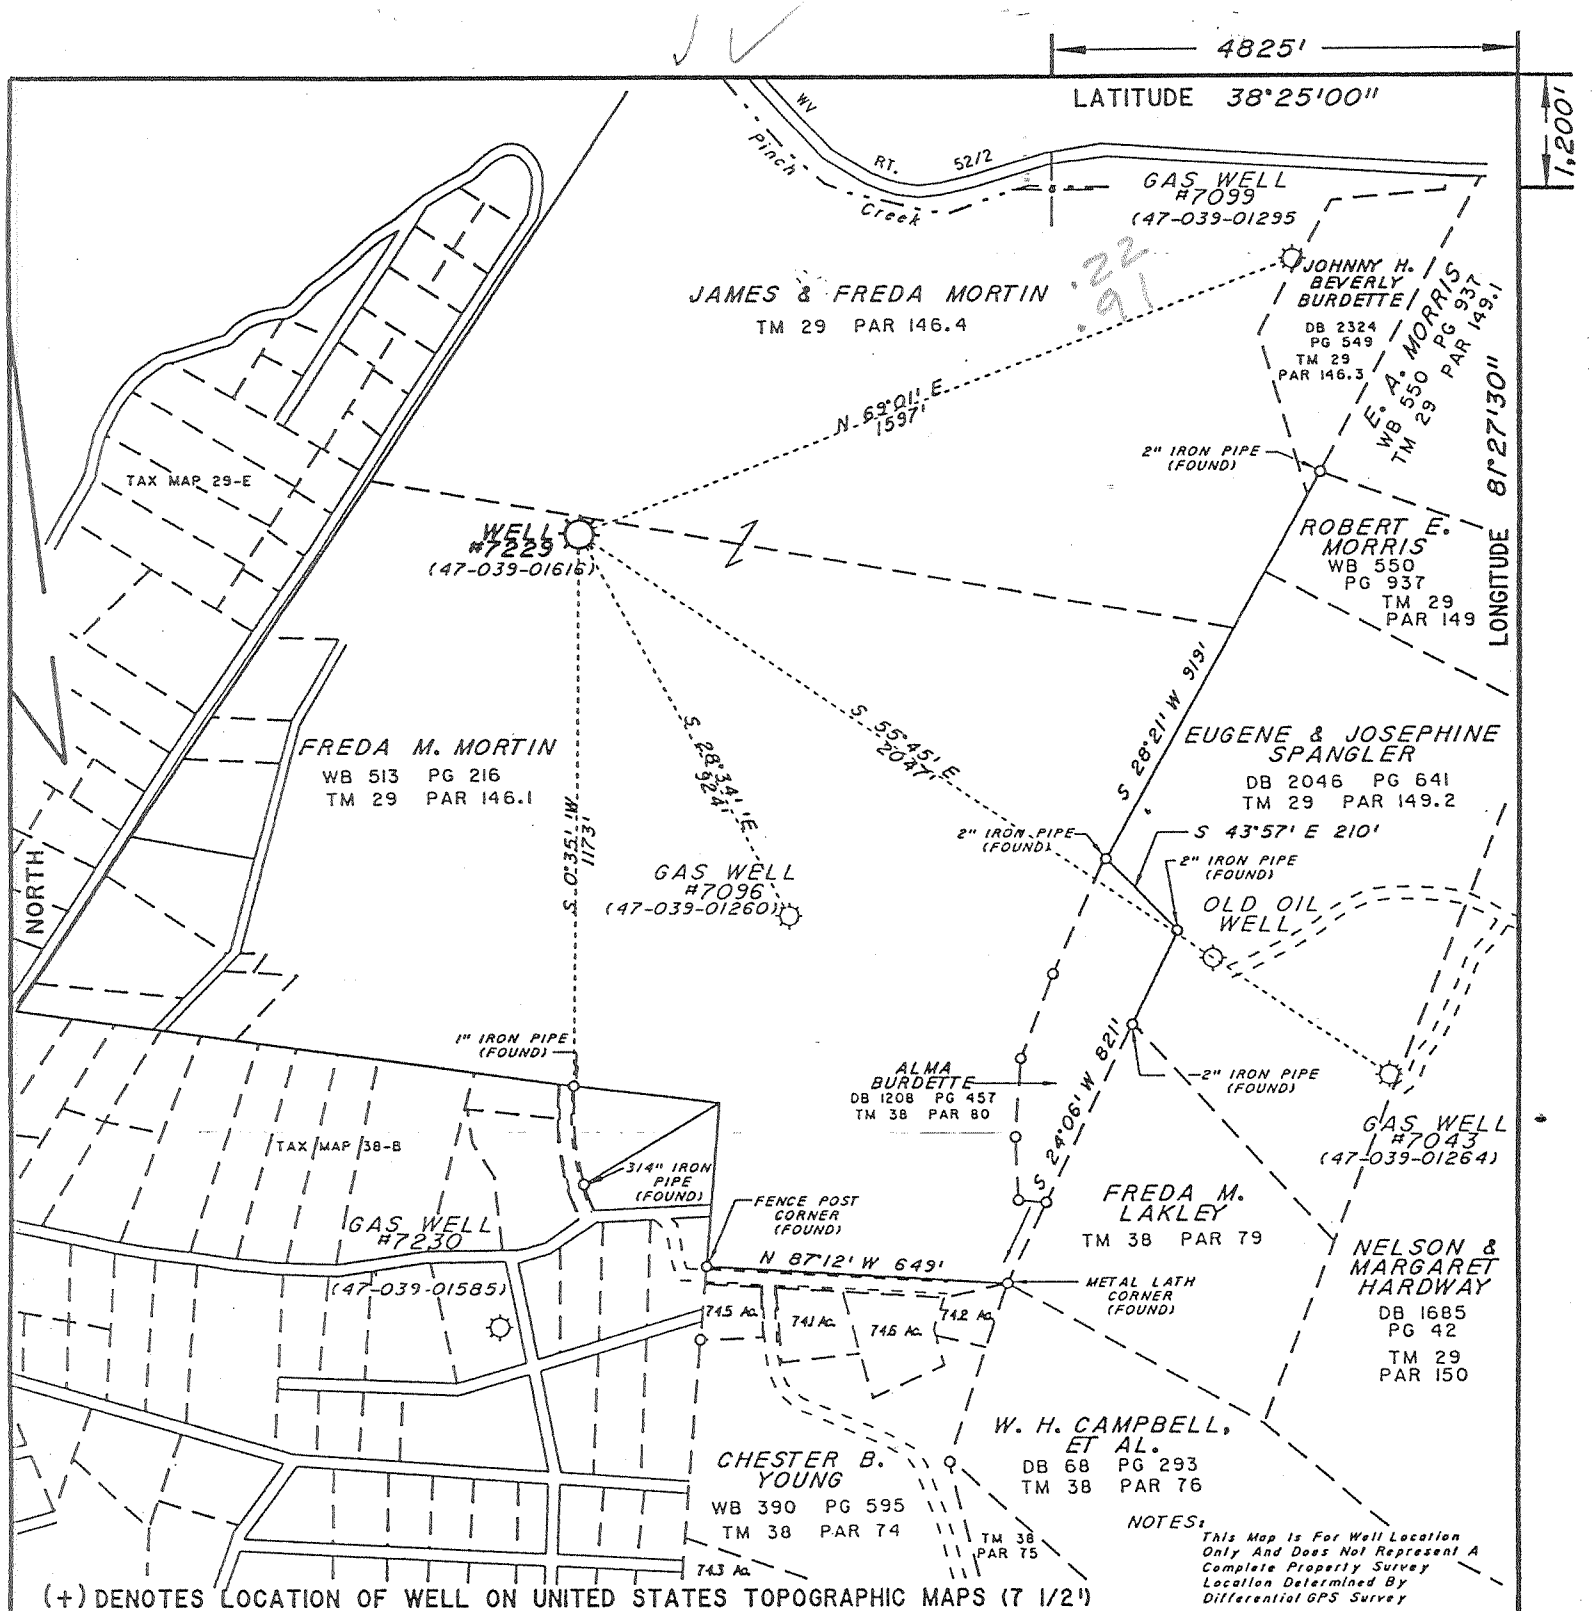 4825'
LATITUDE 38°25'00"
1,200'
WV
RT. 52/2
Pinch
Creek
GAS WELL
#7099
(47-039-01295
.22
.91
JAMES & FREDA MORTIN
TM 29 PAR 146.4
JOHNNY H.
BEVERLY
BURDETTE
DB 2324
PG 549
TM 29
PAR 146.3
E. A. MORRIS
WB 550 PG 937
TM 29 PAR 149.1
LONGITUDE 81°27'30"
N 69°01' E
1597'
2" IRON PIPE
(FOUND)
TAX MAP 29-E
WELL
#7229
(47-039-01616)
ROBERT E.
MORRIS
WB 550
PG 937
TM 29
PAR 149
S 28°21' W 919'
S 55°45' E
2047'
S 28°34' E
924'
S 0°35' W
1173'
FREDA M. MORTIN
WB 513 PG 216
TM 29 PAR 146.1
EUGENE & JOSEPHINE
SPANGLER
DB 2046 PG 641
TM 29 PAR 149.2
S 43°57' E 210'
2" IRON PIPE
(FOUND)
2" IRON PIPE
(FOUND)
NORTH
GAS WELL
#7096
(47-039-01260)
OLD OIL
WELL
1" IRON PIPE
(FOUND)
ALMA
BURDETTE
DB 1208 PG 457
TM 38 PAR 80
2" IRON PIPE
(FOUND)
S 24°06' W 821'
GAS WELL
#7043
(47-039-01264)
TAX MAP 38-B
3/4" IRON
PIPE
(FOUND)
FENCE POST
CORNER
(FOUND)
FREDA M.
LAKLEY
TM 38 PAR 79
GAS WELL
#7230
(47-039-01585)
N 87°12' W 649'
METAL LATH
CORNER
(FOUND)
NELSON &
MARGARET
HARDWAY
DB 1685
PG 42
TM 29
PAR 150
74.5 Ac.
74.1 Ac.
74.6 Ac.
74.2 Ac.
W. H. CAMPBELL,
ET AL.
DB 68 PG 293
TM 38 PAR 76
CHESTER B.
YOUNG
WB 390 PG 595
TM 38 PAR 74
TM 38
PAR 75
74.3 Ac.
NOTES:
This Map Is For Well Location
Only And Does Not Represent A
Complete Property Survey
Location Determined By
Differential GPS Survey
(+) DENOTES LOCATION OF WELL ON UNITED STATES TOPOGRAPHIC MAPS (7 1/2')